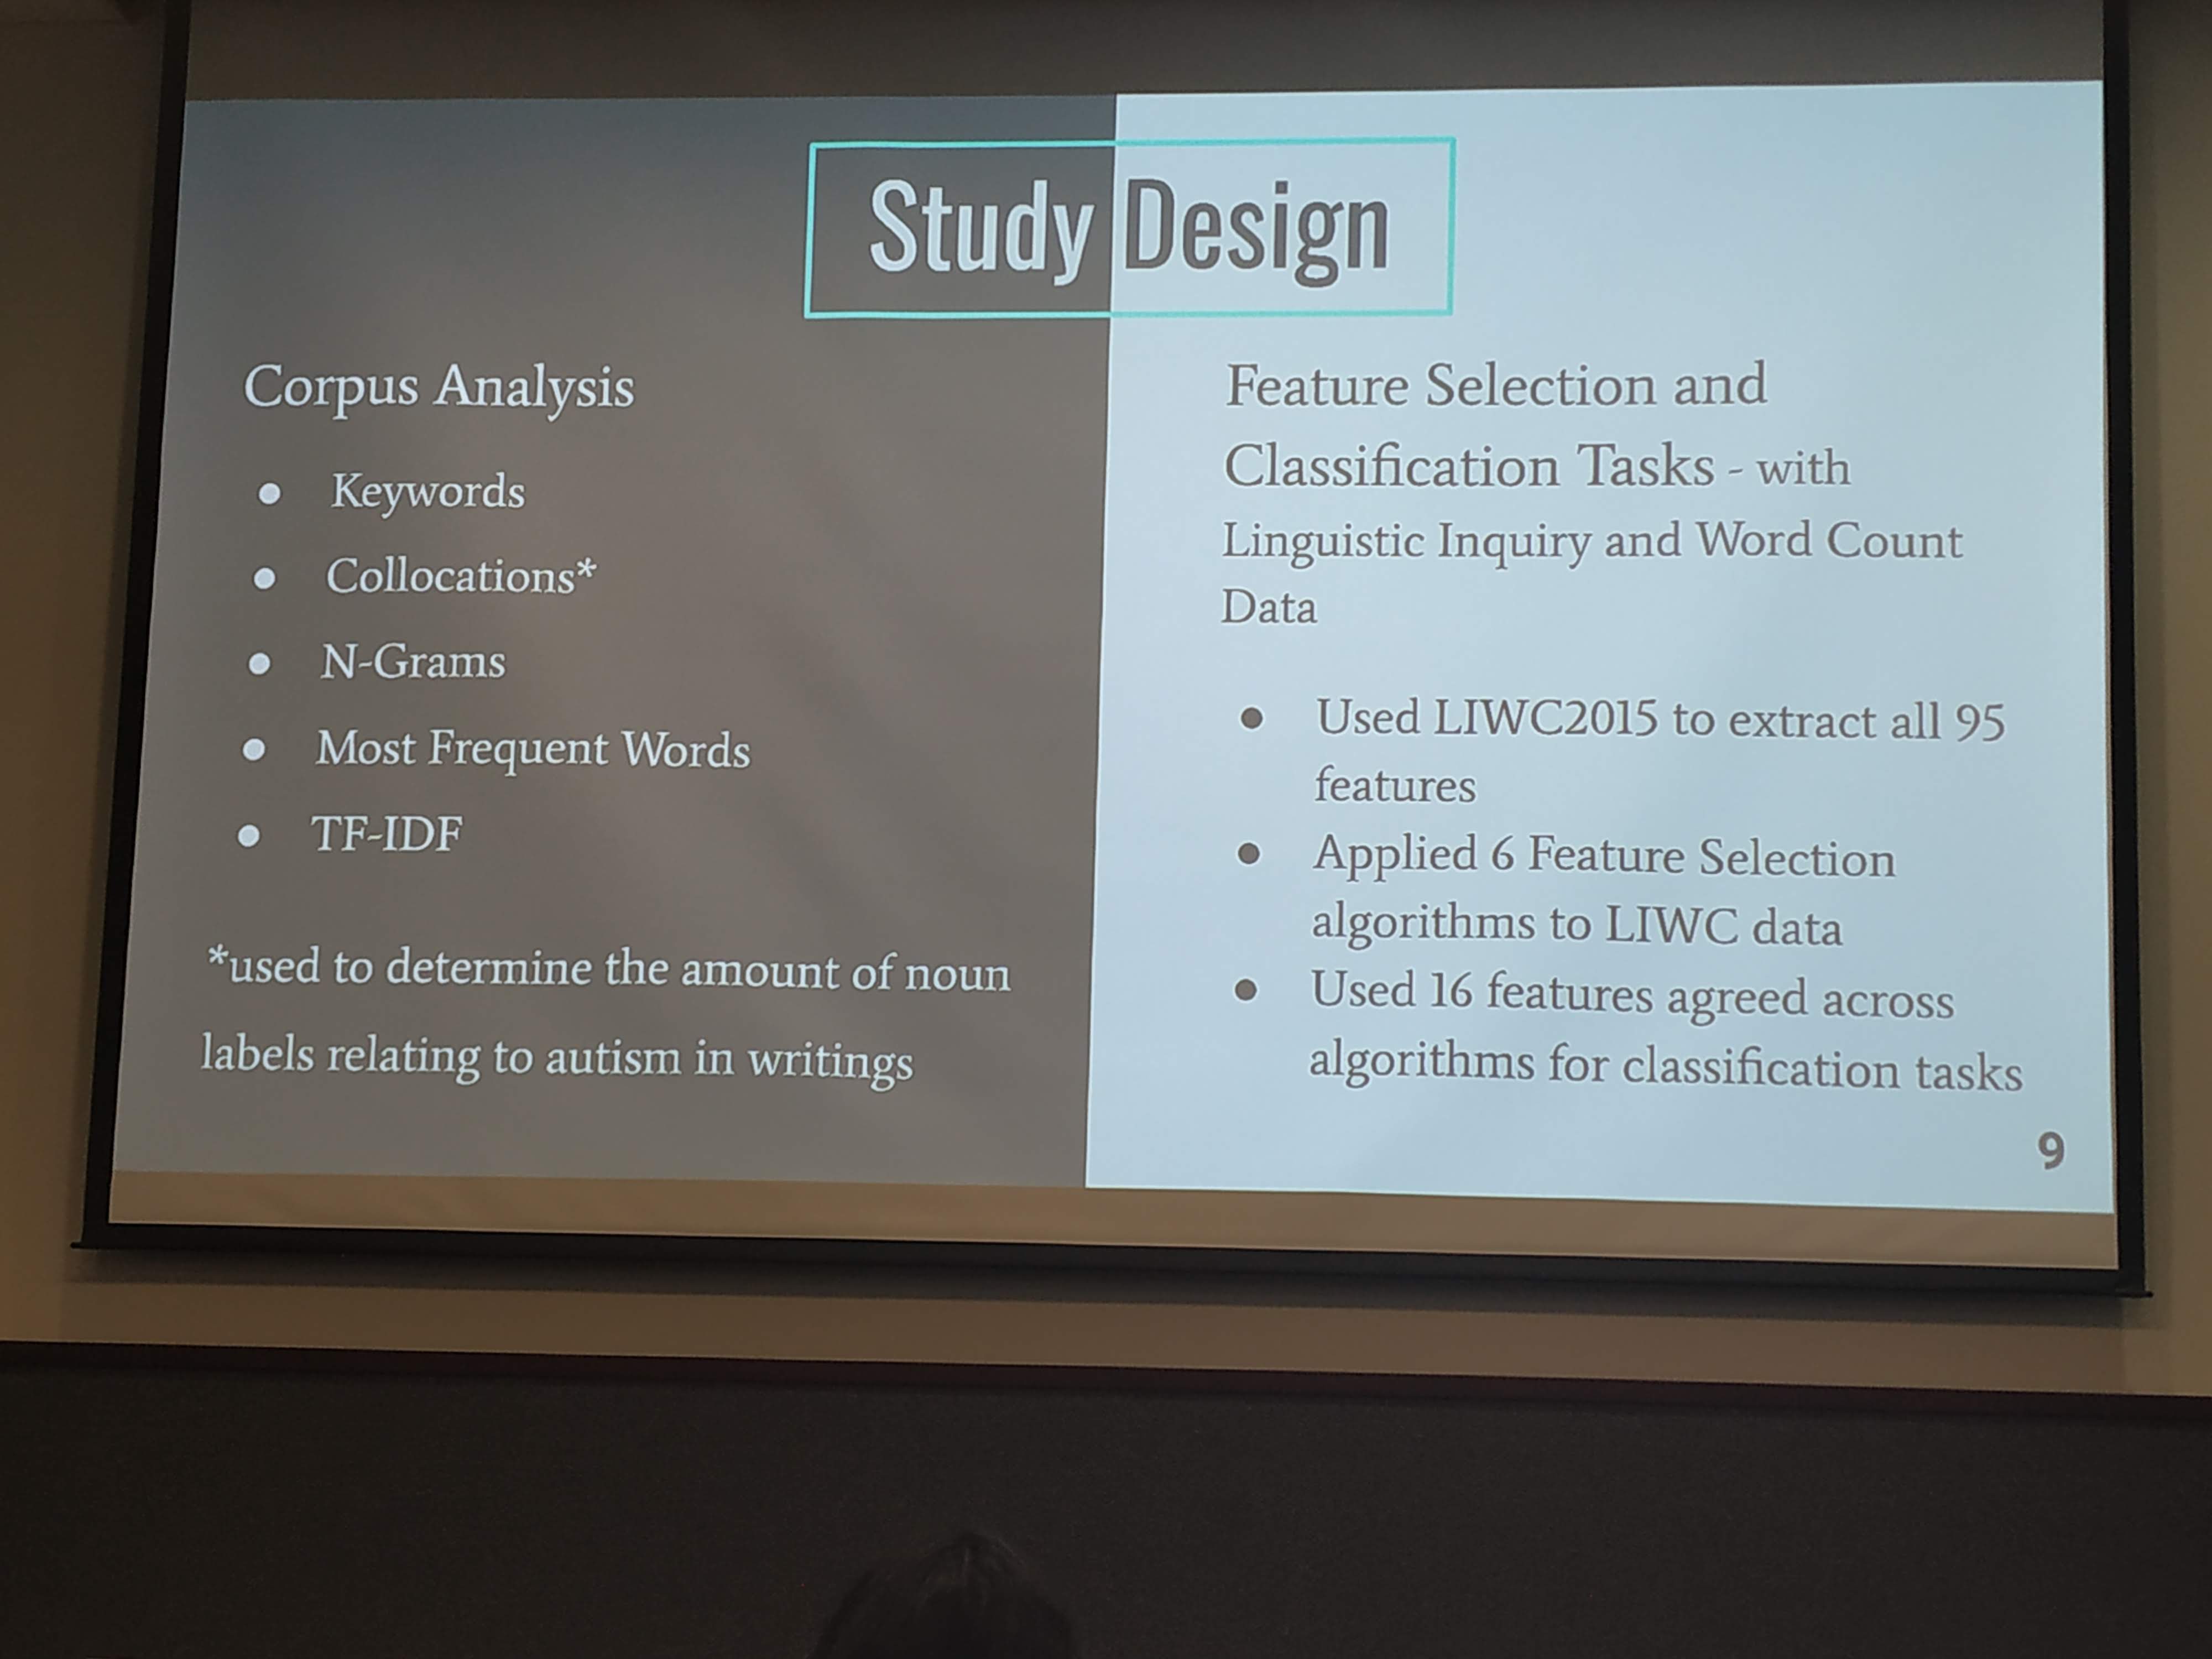 Study Design
Corpus Analysis
● Keywords
● Collocations*
● N-Grams
● Most Frequent Words
● TF-IDF
*used to determine the amount of noun
labels relating to autism in writings
Feature Selection and
Classification Tasks - with
Linguistic Inquiry and Word Count
Data
● Used LIWC2015 to extract all 95
features
● Applied 6 Feature Selection
algorithms to LIWC data
● Used 16 features agreed across
algorithms for classification tasks
9